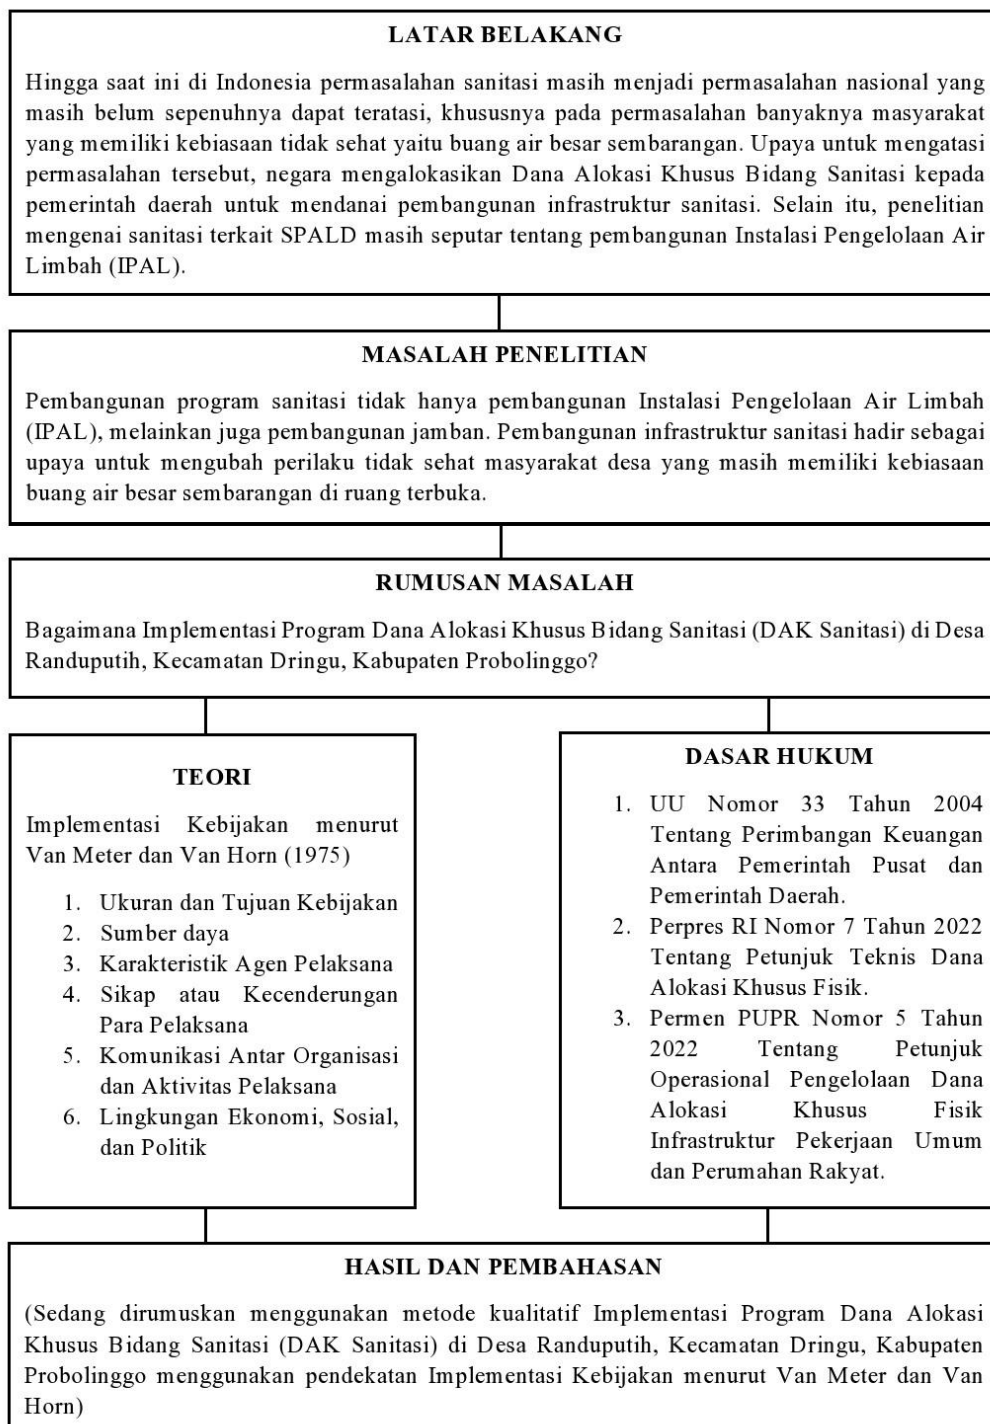 LATAR BELAKANG
Hingga saat ini di Indonesia permasalahan sanitasi masih menjadi permasalahan nasional yang
masih belum sepenuhnya dapat teratasi, khususnya pada permasalahan banyaknya masyarakat
yang memiliki kebiasaan tidak sehat yaitu buang air besar sembarangan. Upaya untuk mengatasi
permasalahan tersebut, negara mengalokasikan Dana Alokasi Khusus Bidang Sanitasi kepada
pemerintah daerah untuk mendanai pembangunan infrastruktur sanitasi. Selain itu, penelitian
mengenai sanitasi terkait SPALD masih seputar tentang pembangunan Instalasi Pengelolaan Air
Limbah (IPAL).
MASALAH PENELITIAN
Pembangunan program sanitasi tidak hanya pembangunan Instalasi Pengelolaan Air Limbah
(IPAL), melainkan juga pembangunan jamban. Pembangunan infrastruktur sanitasi hadir sebagai
upaya untuk mengubah perilaku tidak sehat masyarakat desa yang masih memiliki kebiasaan
buang air besar sembarangan di ruang terbuka.
RUMUSAN MASALAH
Bagaimana Implementasi Program Dana Alokasi Khusus Bidang Sanitasi (DAK Sanitasi) di Desa
Randuputih, Kecamatan Dringu, Kabupaten Probolinggo?
TEORI
Implementasi Kebijakan menurut
Van Meter dan Van Horn (1975)
1. Ukuran dan Tujuan Kebijakan
2. Sumber daya
3. Karakteristik Agen Pelaksana
4. Sikap atau Kecenderungan
Para Pelaksana
5. Komunikasi Antar Organisasi
dan Aktivitas Pelaksana
6. Lingkungan Ekonomi, Sosial,
dan Politik
DASAR HUKUM
1. UU Nomor 33 Tahun 2004
Tentang Perimbangan Keuangan
Antara Pemerintah Pusat dan
Pemerintah Daerah.
2. Perpres RI Nomor 7 Tahun 2022
Tentang Petunjuk Teknis Dana
Alokasi Khusus Fisik.
3. Permen PUPR Nomor 5 Tahun
2022 Tentang Petunjuk
Operasional Pengelolaan Dana
Alokasi Khusus Fisik
Infrastruktur Pekerjaan Umum
dan Perumahan Rakyat.
HASIL DAN PEMBAHASAN
(Sedang dirumuskan menggunakan metode kualitatif Implementasi Program Dana Alokasi
Khusus Bidang Sanitasi (DAK Sanitasi) di Desa Randuputih, Kecamatan Dringu, Kabupaten
Probolinggo menggunakan pendekatan Implementasi Kebijakan menurut Van Meter dan Van
Horn)